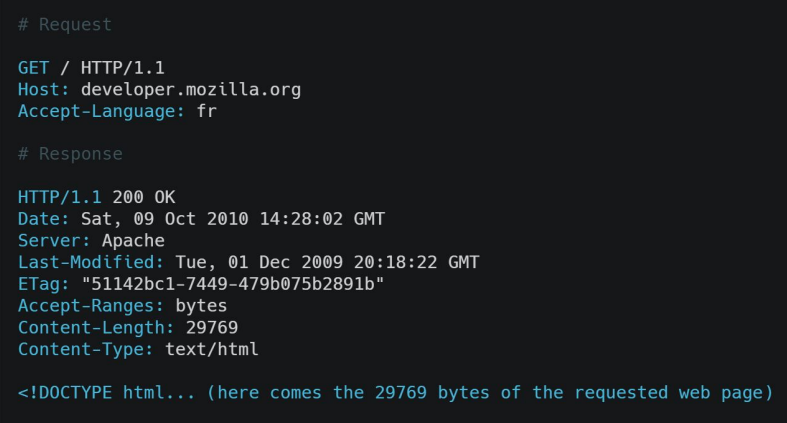 # Request
GET / HTTP/1.1
Host: developer.mozilla.org
Accept-Language: fr
# Response
HTTP/1.1 200 OK
Date: Sat, 09 Oct 2010 14:28:02 GMT
Server: Apache
Last-Modified: Tue, 01 Dec 2009 20:18:22 GMT
ETag: "51142bc1-7449-479b075b2891b"
Accept-Ranges: bytes
Content-Length: 29769
Content-Type: text/html
<!DOCTYPE html... (here comes the 29769 bytes of the requested web page)